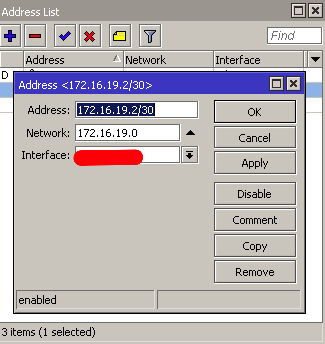 Address List
Find
Address Network Interface
D
Address <172.16.19.2/30>
Address: 172.16.19.2/30 OK
Network: 172.16.19.0 Cancel
Interface: Apply
Disable
Comment
Copy
Remove
enabled
3 items (1 selected)